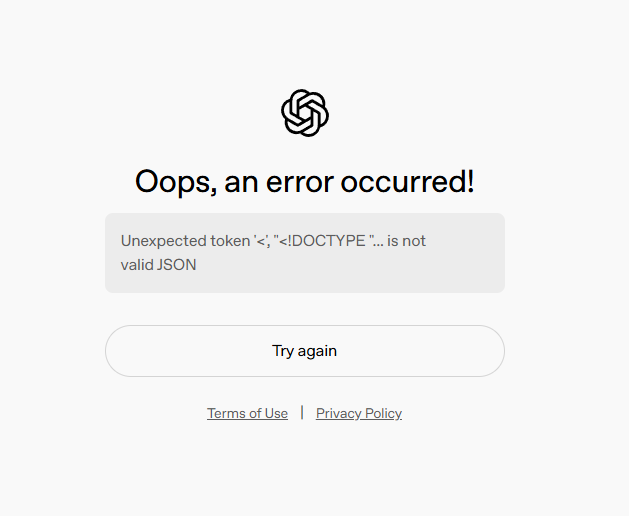 Oops, an error occurred!
Unexpected token '<', "<!DOCTYPE "... is not
valid JSON
Try again
Terms of Use | Privacy Policy